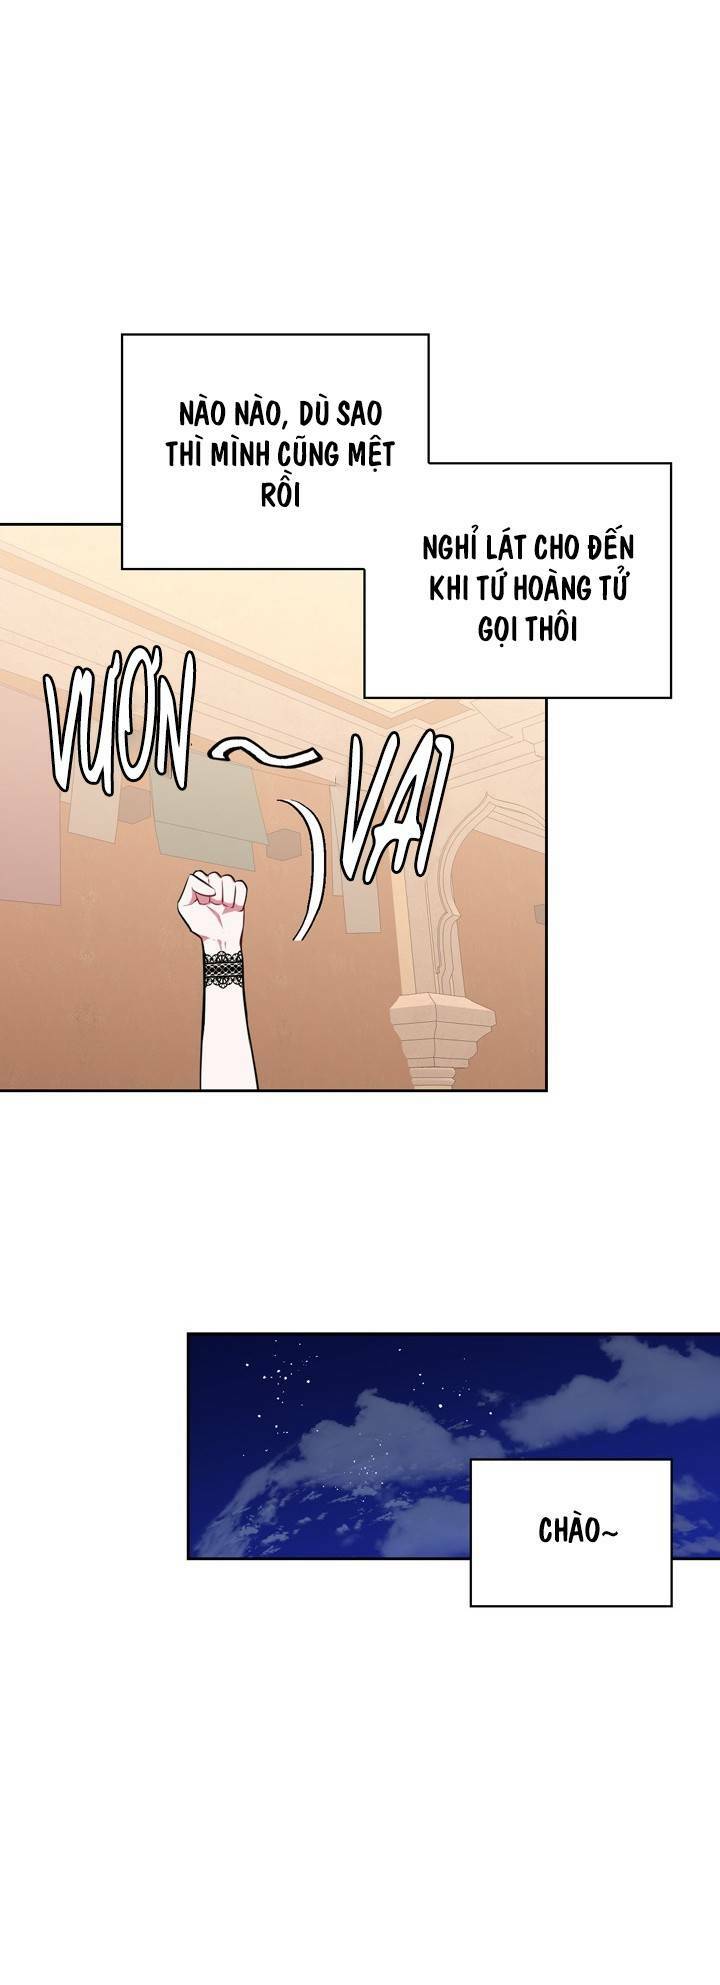 NÀO NÀO, DÙ SAO
THÌ MÌNH CŨNG MỆT
RỒI
NGHỈ LÁT CHO ĐẾN
KHI TỨ HOÀNG TỬ
GỌI THÔI
VƯƠN ~ VAI
CHÀO~